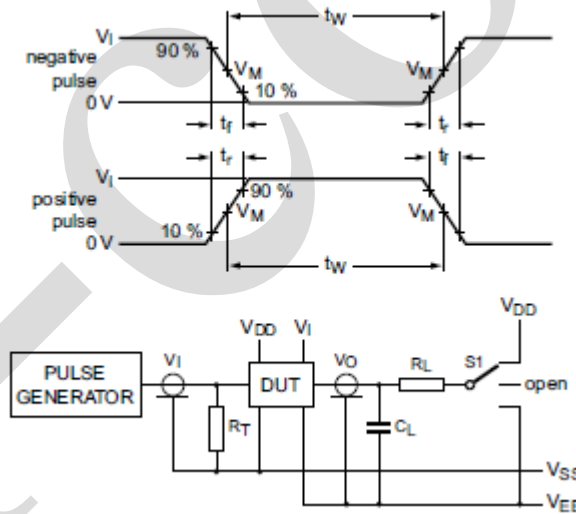 tW
VI
90 %
negative
pulse
VM
VM
10 %
0 V
tf
tr
tr
tf
VI
90 %
positive
pulse
VM
VM
10 %
0 V
tW
VDD
VDD
VI
VI
VO
RL
S1
PULSE
GENERATOR
DUT
open
RT
CL
VSS
VEE